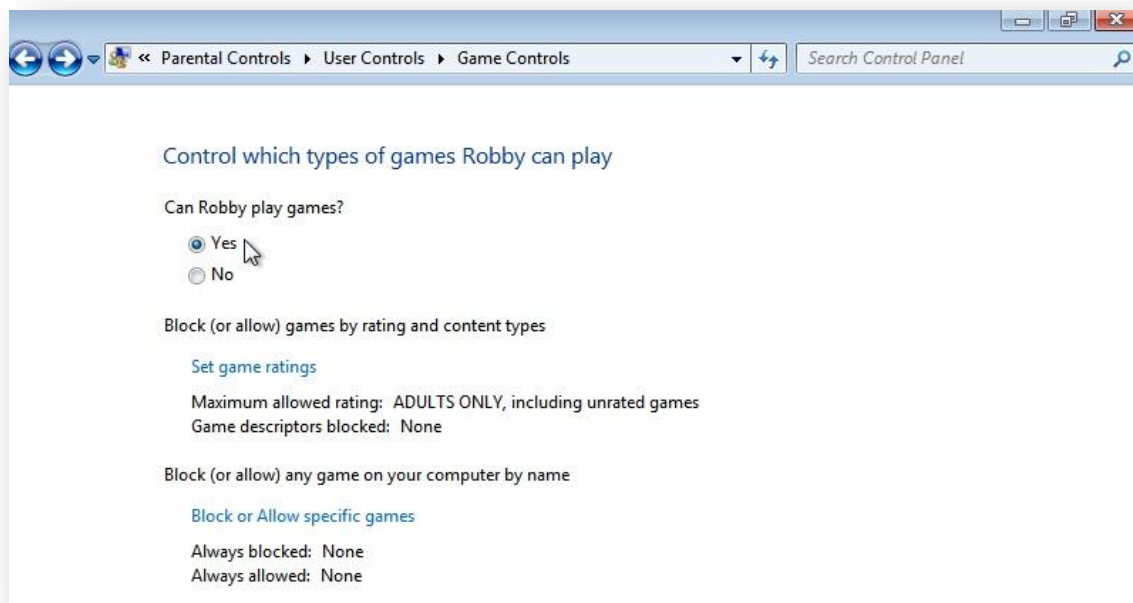 « Parental Controls ▸ User Controls ▸ Game Controls
Search Control Panel
Control which types of games Robby can play
Can Robby play games?
Yes
No
Block (or allow) games by rating and content types
Set game ratings
Maximum allowed rating: ADULTS ONLY, including unrated games
Game descriptors blocked: None
Block (or allow) any game on your computer by name
Block or Allow specific games
Always blocked: None
Always allowed: None